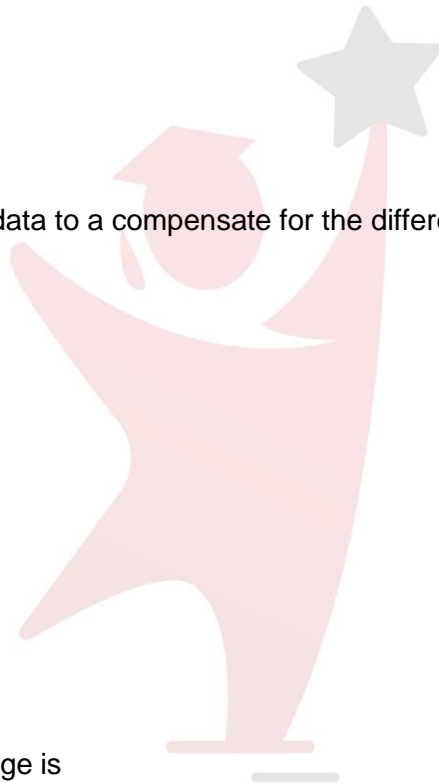 data to a compensate for the differe
ge is